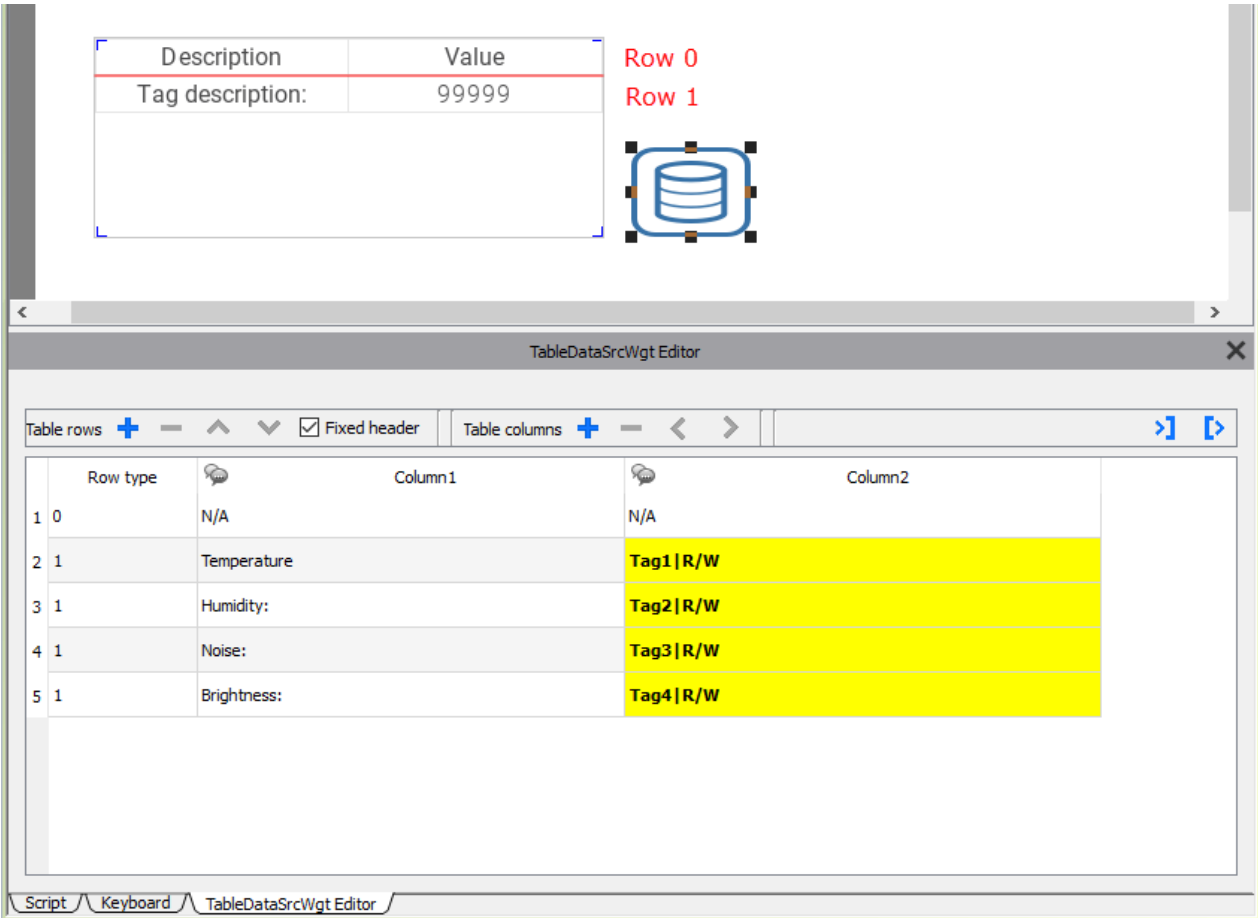 Description Value Row 0
Tag description: 99999 Row 1
TableDataSrcWgt Editor
Table rows Fixed header Table columns
Row type Column1 Column2
1 0 N/A N/A
2 1 Temperature Tag1|R/W
3 1 Humidity: Tag2|R/W
4 1 Noise: Tag3|R/W
5 1 Brightness: Tag4|R/W
Script Keyboard TableDataSrcWgt Editor